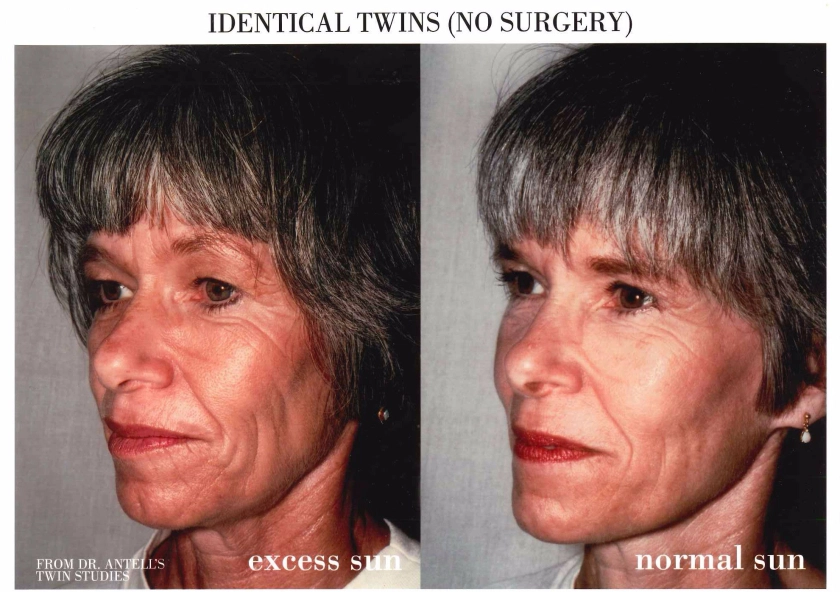 IDENTICAL TWINS (NO SURGERY)
FROM DR. ANTELL'S
TWIN STUDIES
excess sun
normal sun